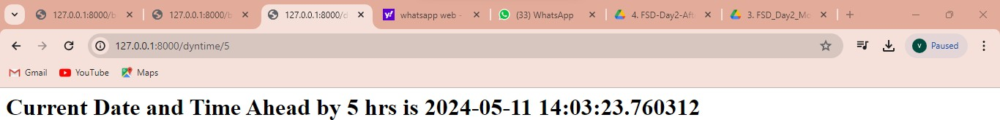 127.0.0.1:8000/b
127.0.0.1:8000/b
127.0.0.1:8000/d
whatsapp web -
(33) WhatsApp
4. FSD-Day2-Aft
3. FSD_Day2_Mo
127.0.0.1:8000/dyntime/5
V Paused
Gmail YouTube Maps
Current Date and Time Ahead by 5 hrs is 2024-05-11 14:03:23.760312